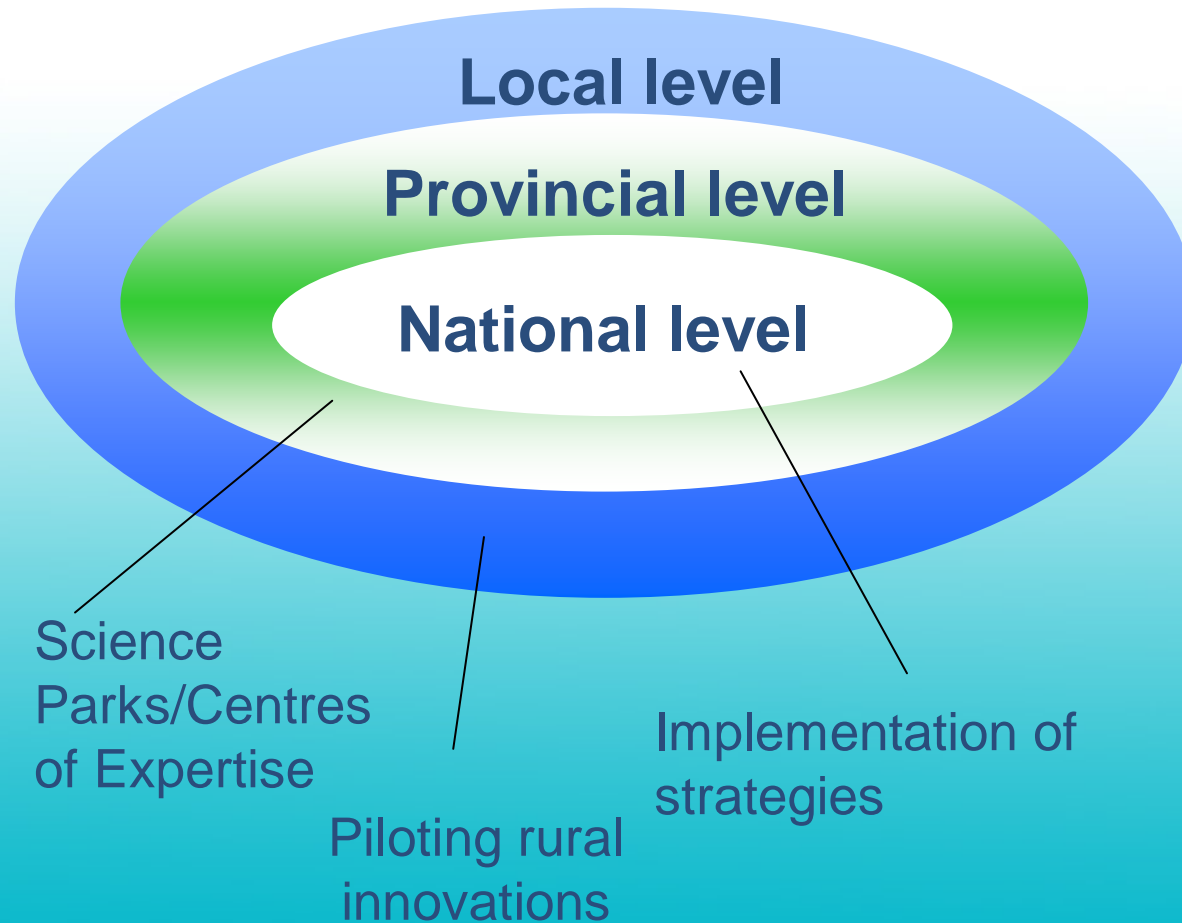 Local level
Provincial level
National level
Science
Parks/Centres
of Expertise
Implementation of
strategies
Piloting rural
innovations